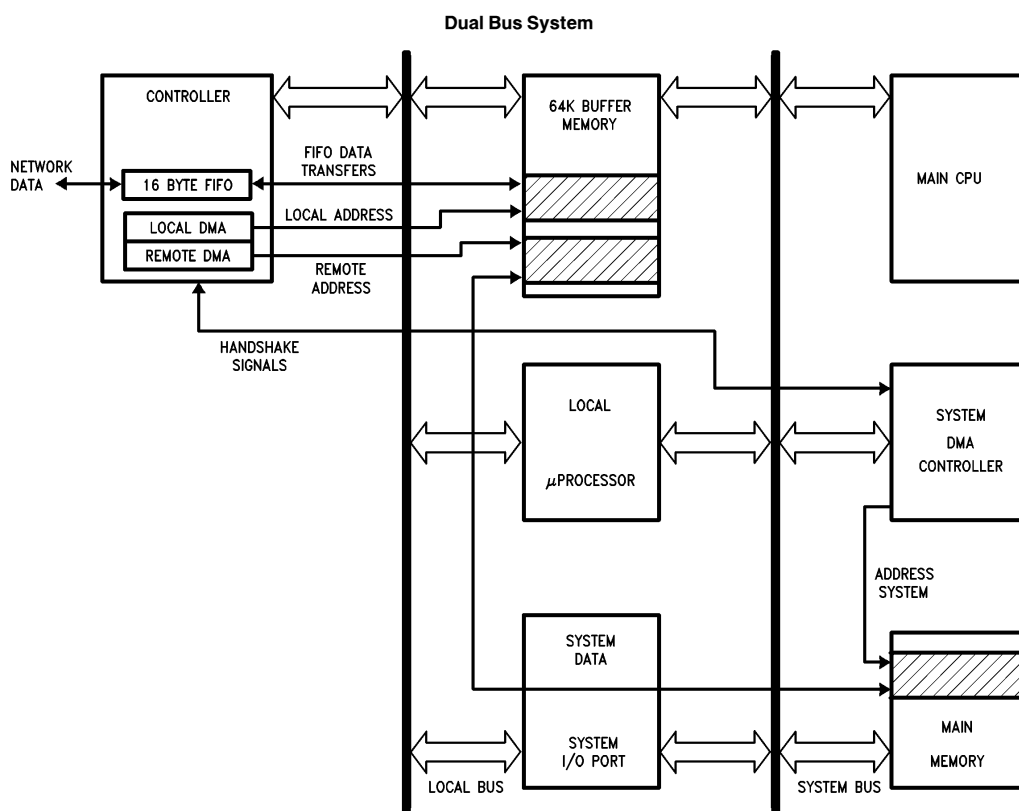 Dual Bus System
CONTROLLER
64K BUFFER
MEMORY
MAIN CPU
NETWORK
DATA
16 BYTE FIFO
FIFO DATA
TRANSFERS
LOCAL DMA
REMOTE DMA
LOCAL ADDRESS
REMOTE
ADDRESS
HANDSHAKE
SIGNALS
LOCAL
μPROCESSOR
SYSTEM
DMA
CONTROLLER
ADDRESS
SYSTEM
SYSTEM
DATA
SYSTEM
I/O PORT
MAIN
MEMORY
LOCAL BUS
SYSTEM BUS